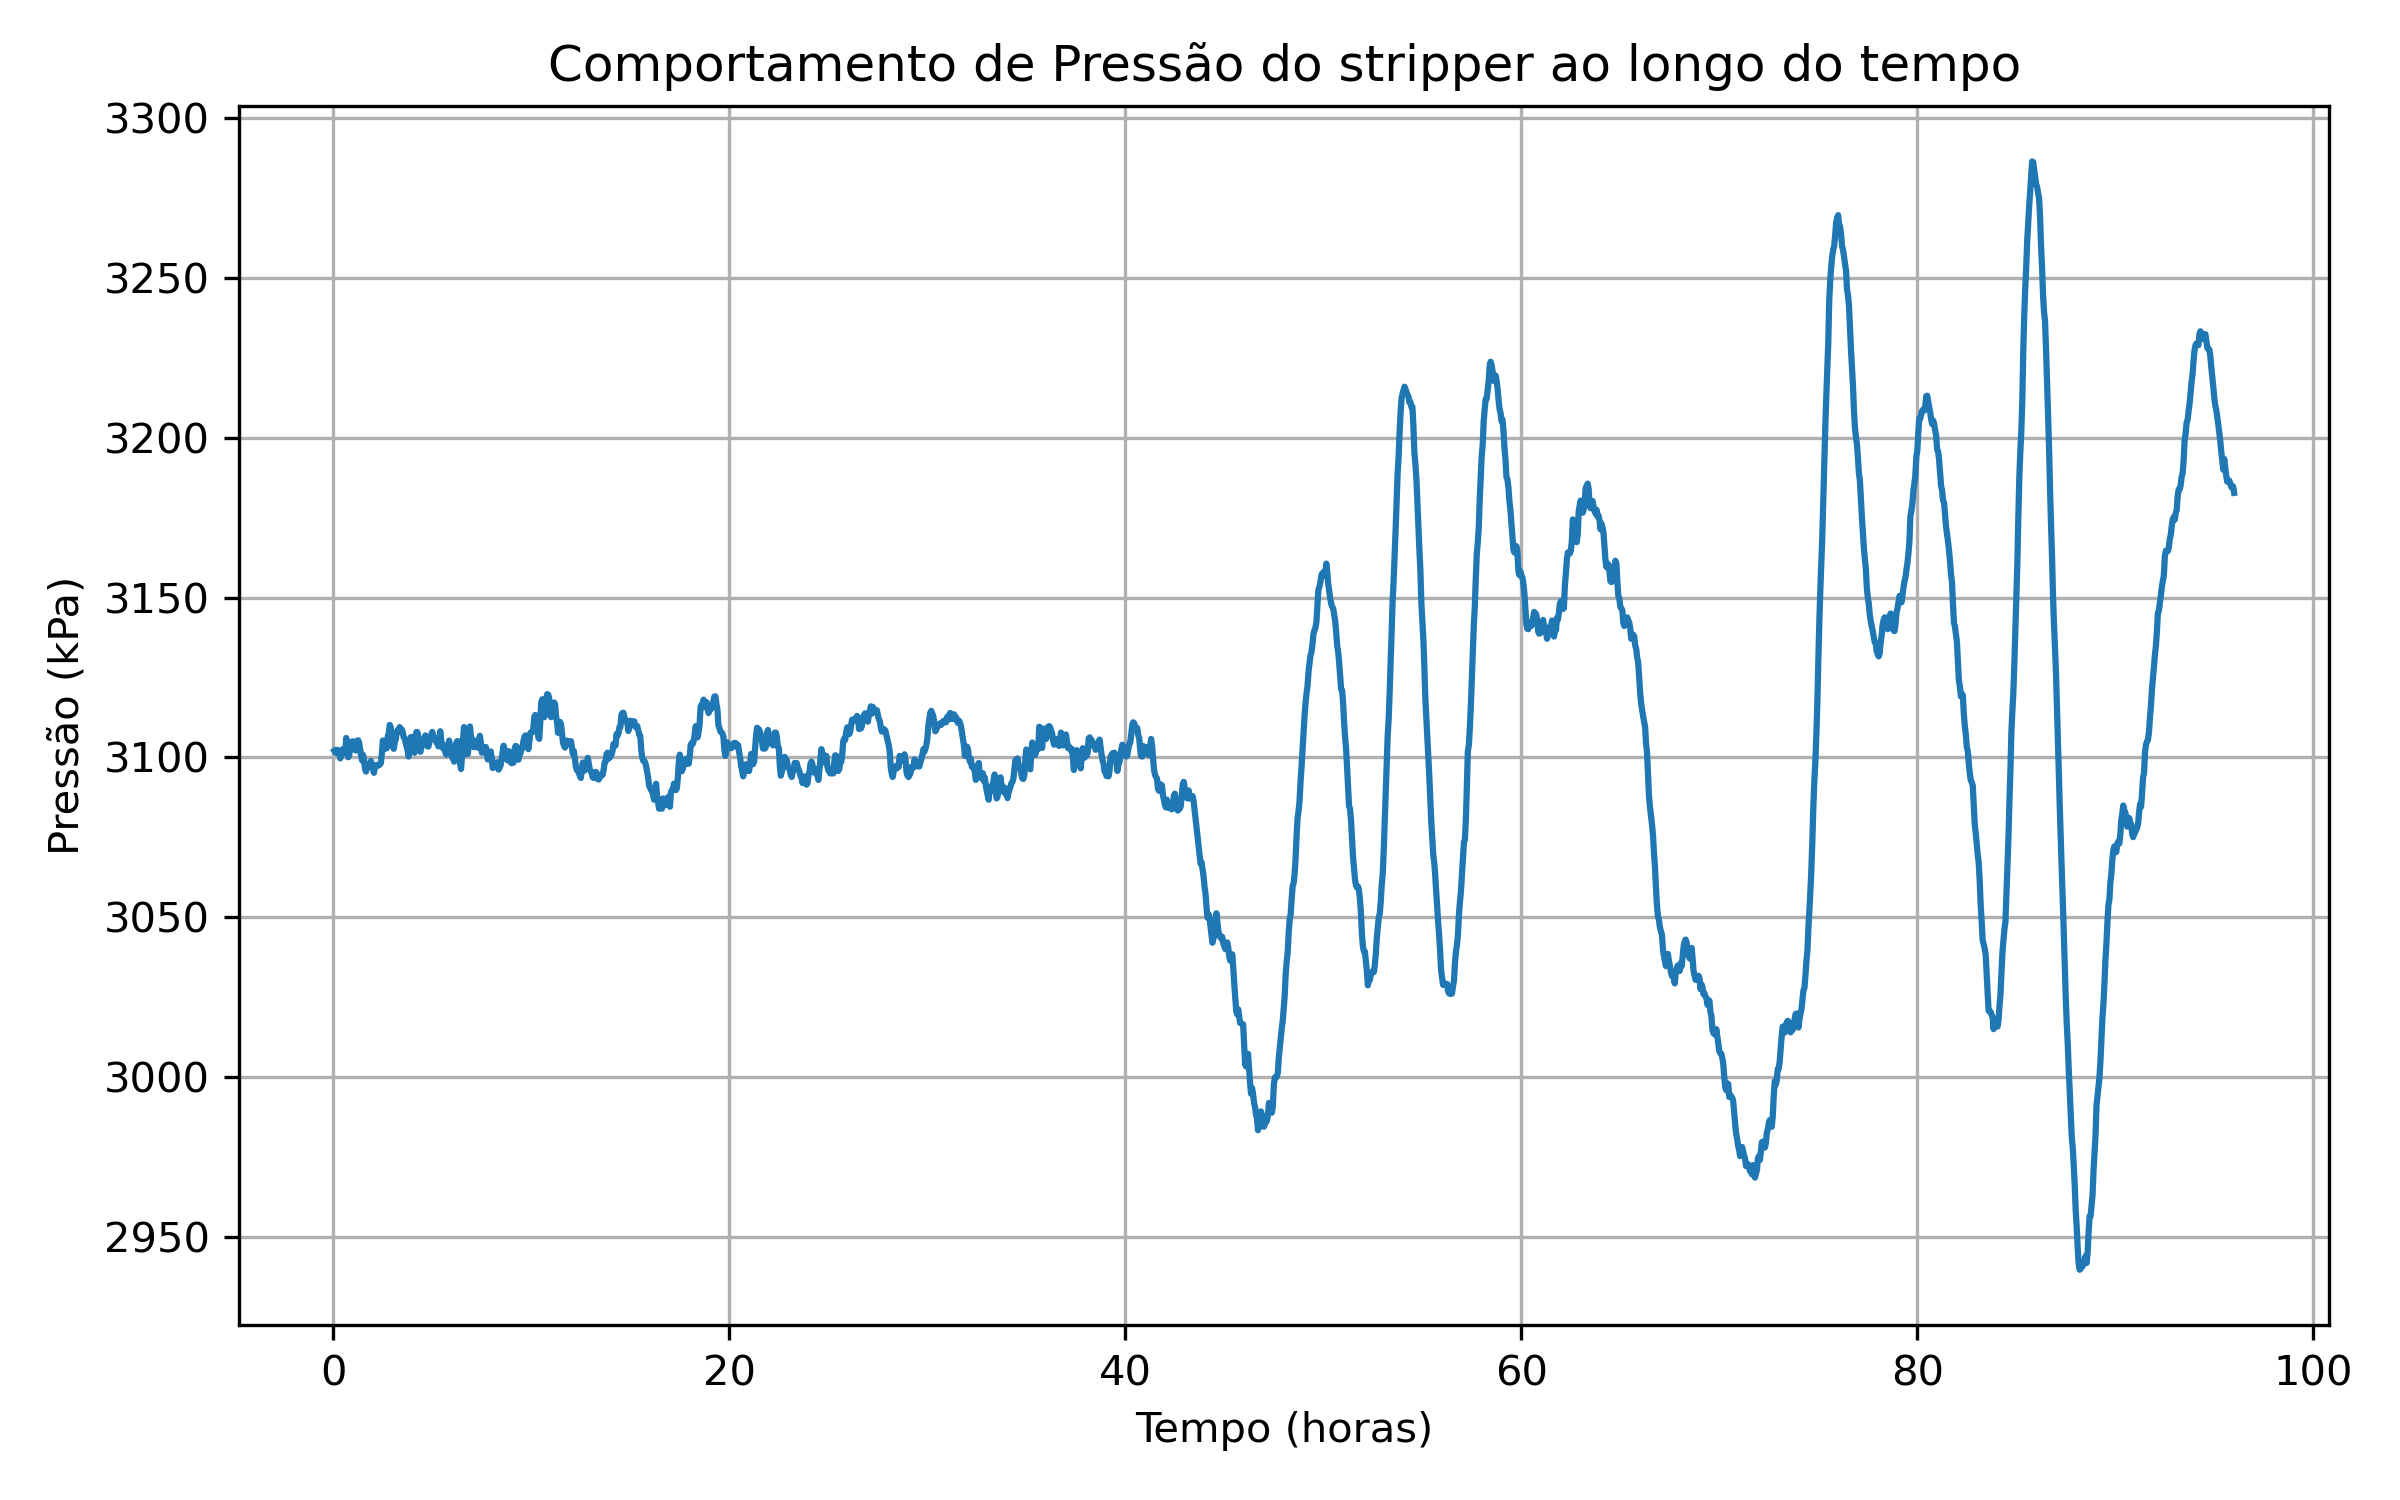 Comportamento de Pressão do stripper ao longo do tempo
3300
3250
3200
3150
3100
3050
3000
2950
Pressão (kPa)
0 20 40 60 80 100
Tempo (horas)